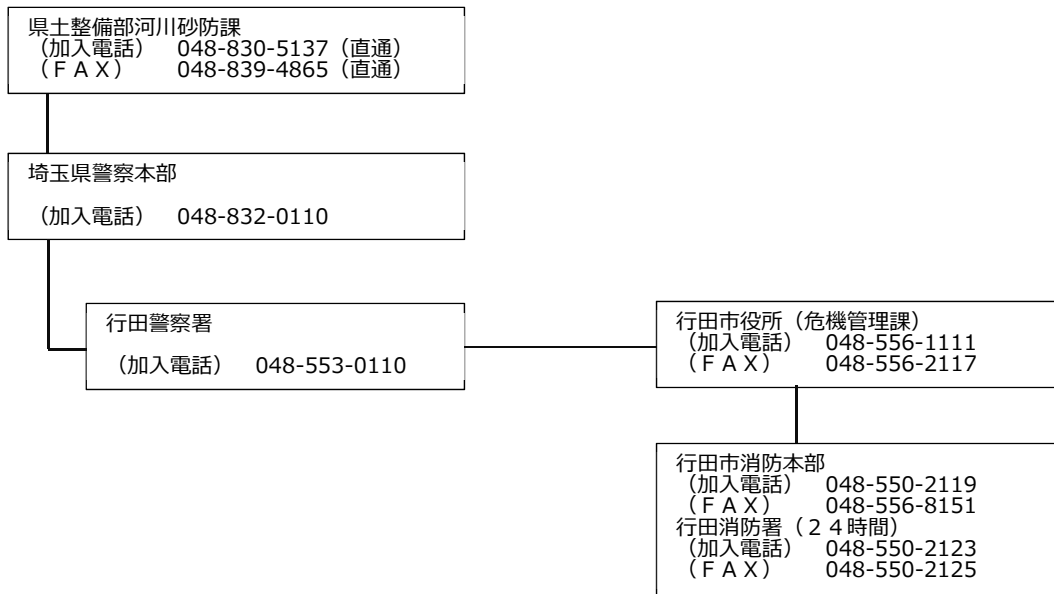 県土整備部河川砂防課
（加入電話）　048-830-5137（直通）
（ＦＡＸ）　048-839-4865（直通）
埼玉県警察本部
（加入電話）　048-832-0110
行田警察署
（加入電話）　048-553-0110
行田市役所（危機管理課）
（加入電話）　048-556-1111
（ＦＡＸ）　048-556-2117
行田市消防本部
（加入電話）　048-550-2119
（ＦＡＸ）　048-556-8151
行田消防署（２４時間）
（加入電話）　048-550-2123
（ＦＡＸ）　048-550-2125